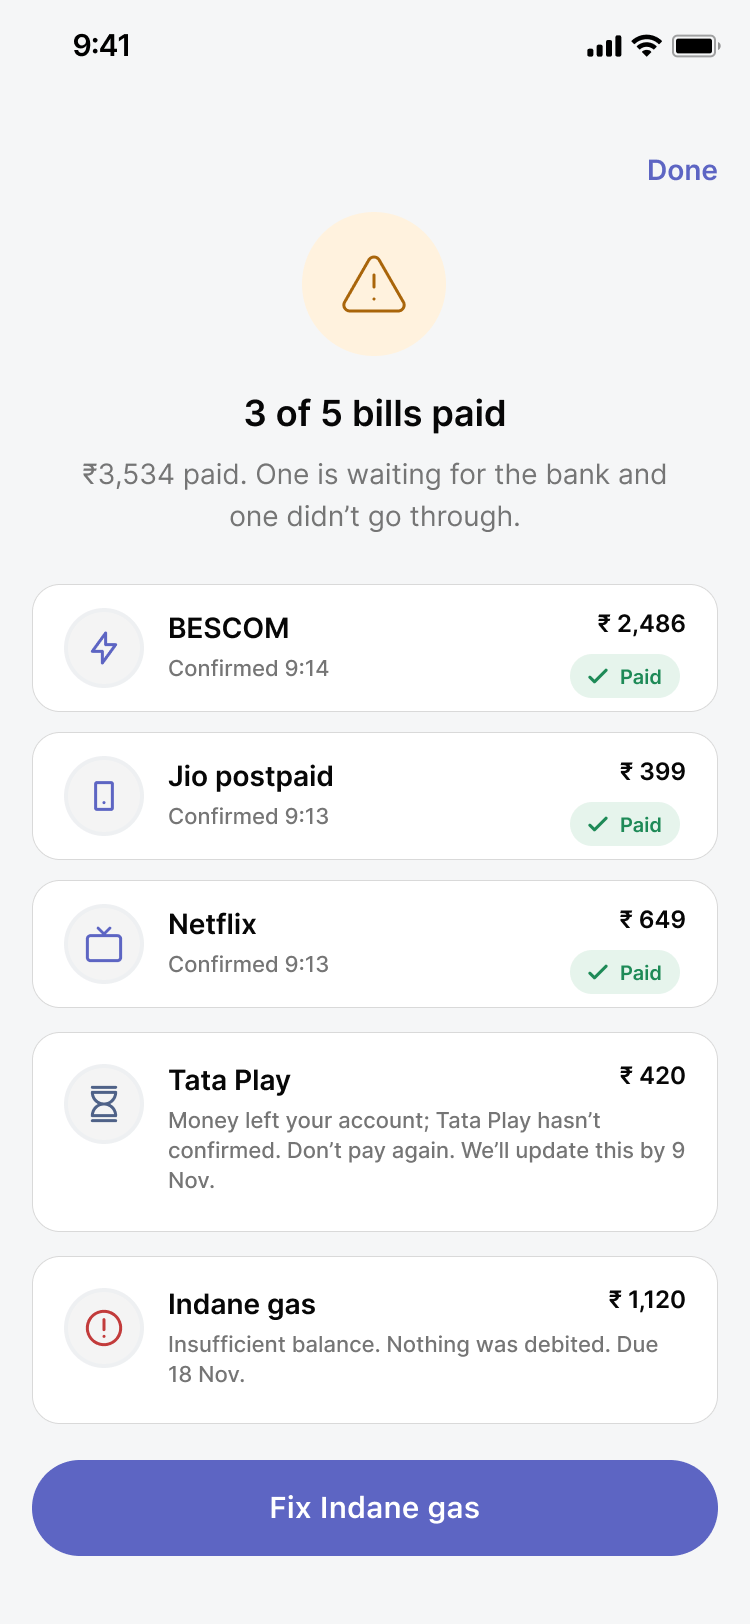 9:41
Done
3 of 5 bills paid
₹3,534 paid. One is waiting for the bank and
one didn’t go through.
BESCOM
₹ 2,486
Confirmed 9:14
Paid
Jio postpaid
₹ 399
Confirmed 9:13
Paid
Netflix
₹ 649
Confirmed 9:13
Paid
Tata Play
₹ 420
Money left your account; Tata Play hasn’t
confirmed. Don’t pay again. We’ll update this by 9
Nov.
Indane gas
₹ 1,120
Insufficient balance. Nothing was debited. Due
18 Nov.
Fix Indane gas